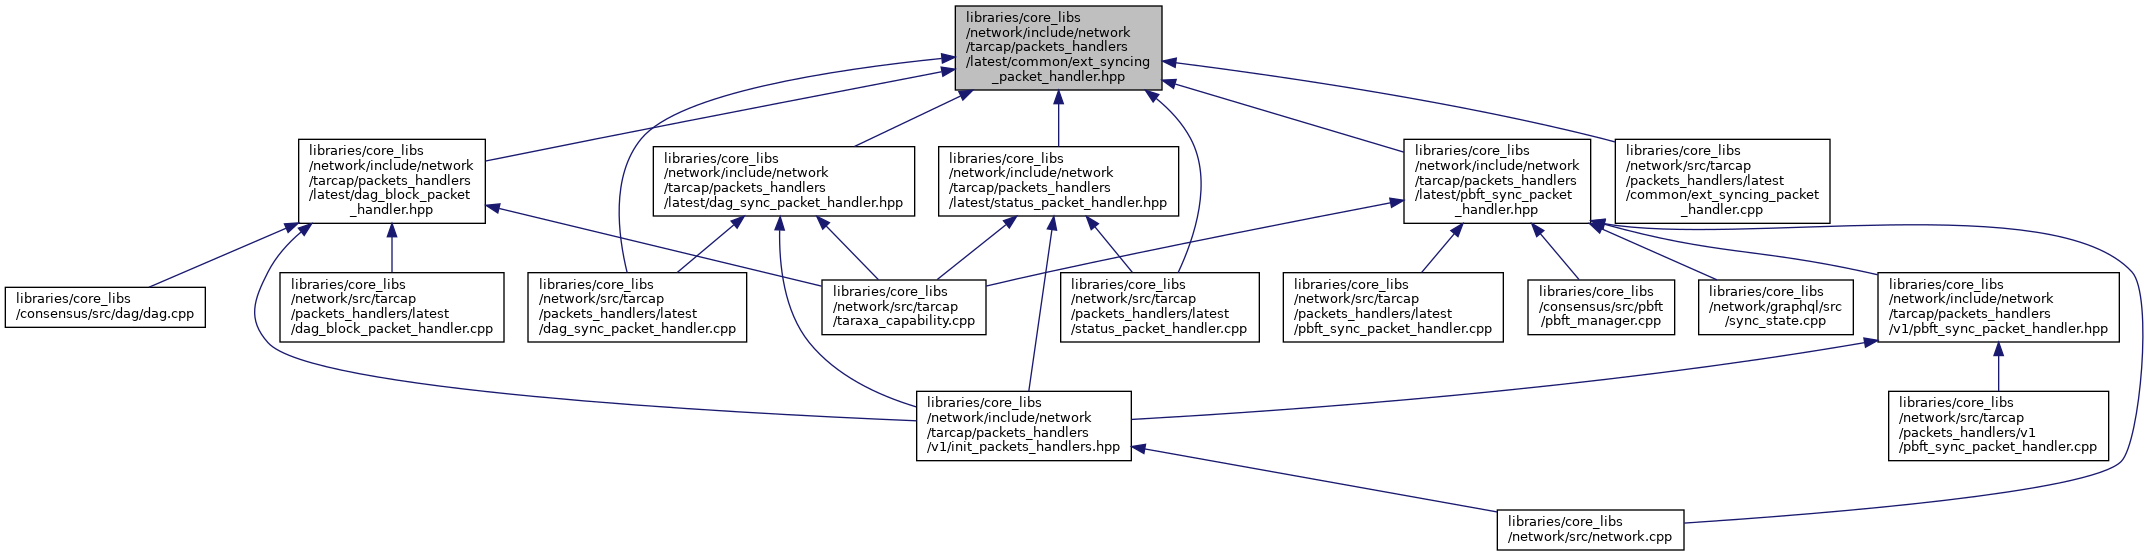 libraries/core_libs
/network/include/network
/tarcap/packets_handlers
/latest/common/ext_syncing
_packet_handler.hpp
libraries/core_libs
/network/include/network
/tarcap/packets_handlers
/latest/dag_block_packet
_handler.hpp
libraries/core_libs
/network/include/network
/tarcap/packets_handlers
/latest/dag_sync_packet_handler.hpp
libraries/core_libs
/network/include/network
/tarcap/packets_handlers
/latest/status_packet_handler.hpp
libraries/core_libs
/network/include/network
/tarcap/packets_handlers
/latest/pbft_sync_packet
_handler.hpp
libraries/core_libs
/network/src/tarcap
/packets_handlers/latest
/common/ext_syncing_packet
_handler.cpp
libraries/core_libs
/consensus/src/dag/dag.cpp
libraries/core_libs
/network/src/tarcap
/packets_handlers/latest
/dag_block_packet_handler.cpp
libraries/core_libs
/network/src/tarcap
/packets_handlers/latest
/dag_sync_packet_handler.cpp
libraries/core_libs
/network/src/tarcap
/taraxa_capability.cpp
libraries/core_libs
/network/src/tarcap
/packets_handlers/latest
/status_packet_handler.cpp
libraries/core_libs
/network/src/tarcap
/packets_handlers/latest
/pbft_sync_packet_handler.cpp
libraries/core_libs
/consensus/src/pbft
/pbft_manager.cpp
libraries/core_libs
/network/graphql/src
/sync_state.cpp
libraries/core_libs
/network/include/network
/tarcap/packets_handlers
/v1/pbft_sync_packet_handler.hpp
libraries/core_libs
/network/include/network
/tarcap/packets_handlers
/v1/init_packets_handlers.hpp
libraries/core_libs
/network/src/tarcap
/packets_handlers/v1
/pbft_sync_packet_handler.cpp
libraries/core_libs
/network/src/network.cpp